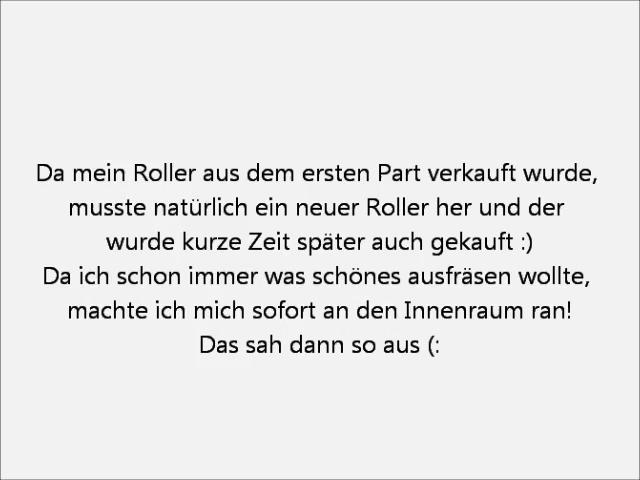 Da mein Roller aus dem ersten Part verkauft wurde,
musste natürlich ein neuer Roller her und der
wurde kurze Zeit später auch gekauft :)
Da ich schon immer was schönes ausfräsen wollte,
machte ich mich sofort an den Innenraum ran!
Das sah dann so aus (: